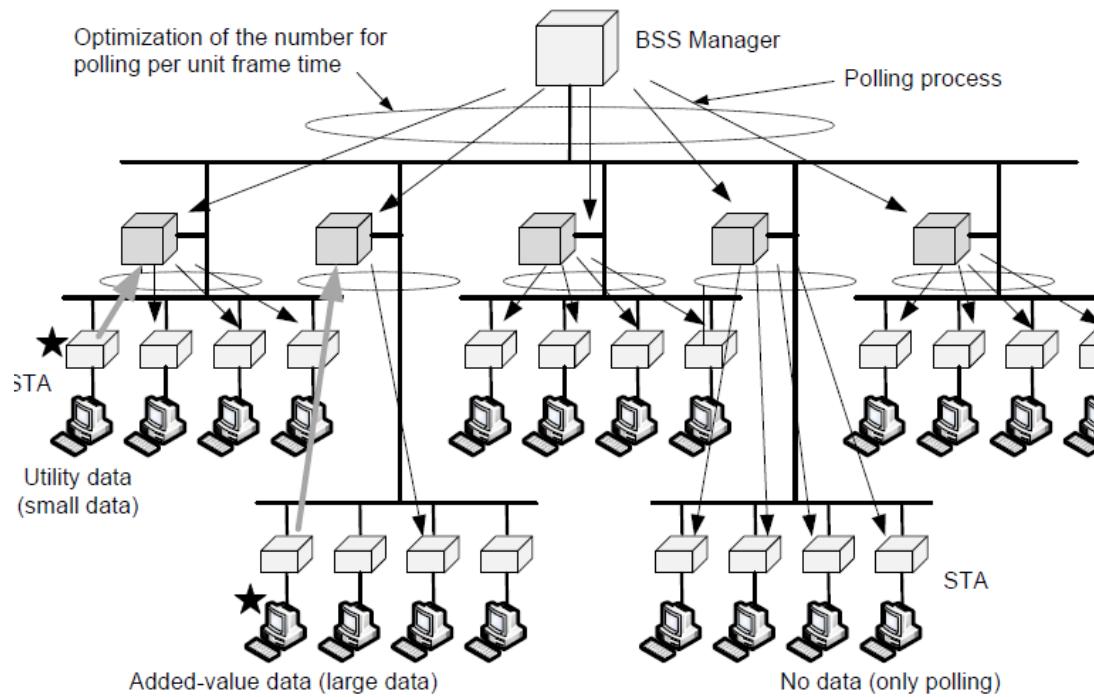 Optimization of the number for
polling per unit frame time
BSS Manager
Polling process
STA
Utility data
(small data)
STA
Added-value data (large data)
No data (only polling)